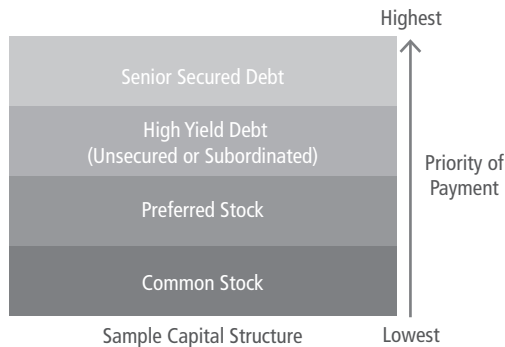 Highest
Senior Secured Debt
High Yield Debt
(Unsecured or Subordinated)
Priority of
Payment
Preferred Stock
Common Stock
Sample Capital Structure
Lowest